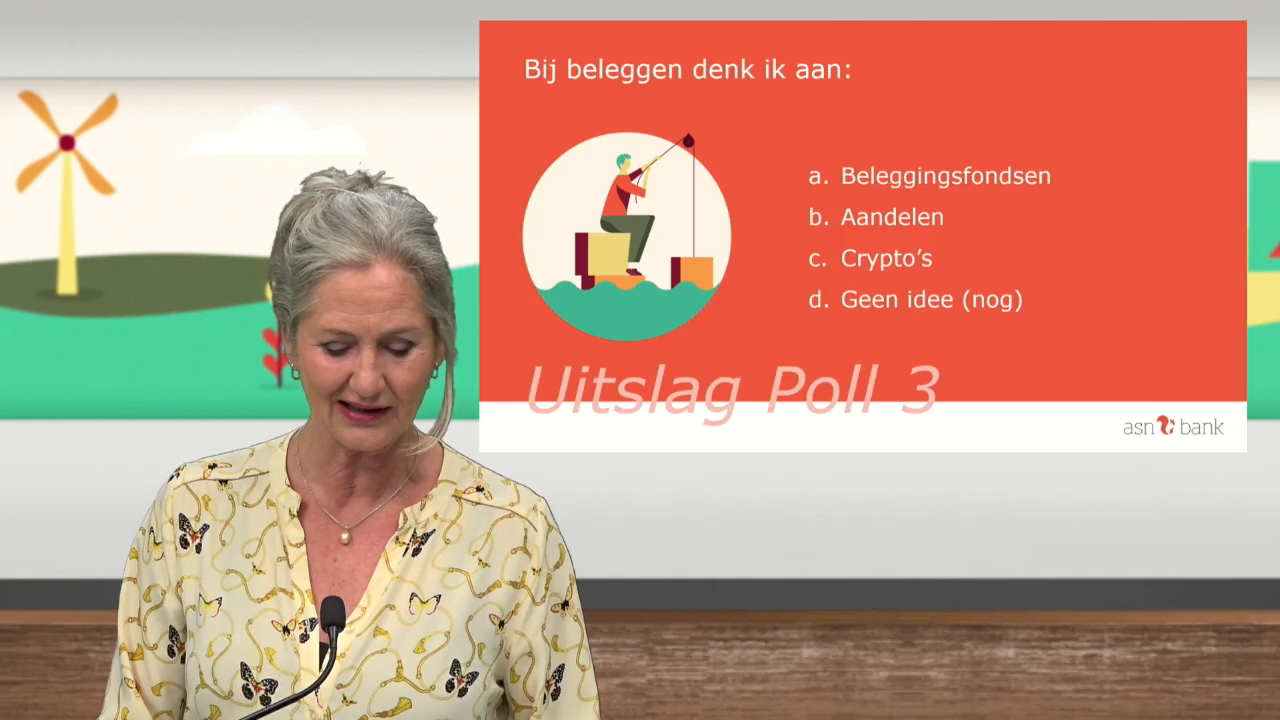 Bij beleggen denk ik aan:
a. Beleggingsfondsen
b. Aandelen
c. Crypto's
d. Geen idee (nog)
Uitslag Poll 3
asn bank